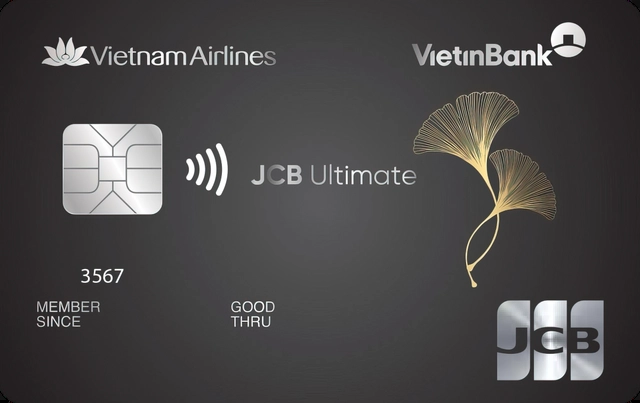 Vietnam Airlines
VietinBank
JCB Ultimate
3567
MEMBER SINCE
GOOD THRU
JCB